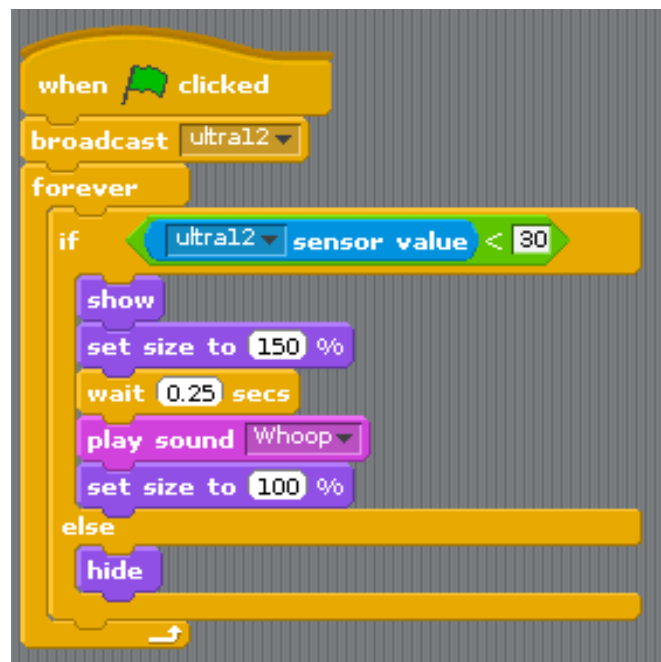 when clicked
broadcast ultra12
forever
if ultra12 sensor value < 30
show
set size to 150 %
wait 0.25 secs
play sound Whoop
set size to 100 %
else
hide